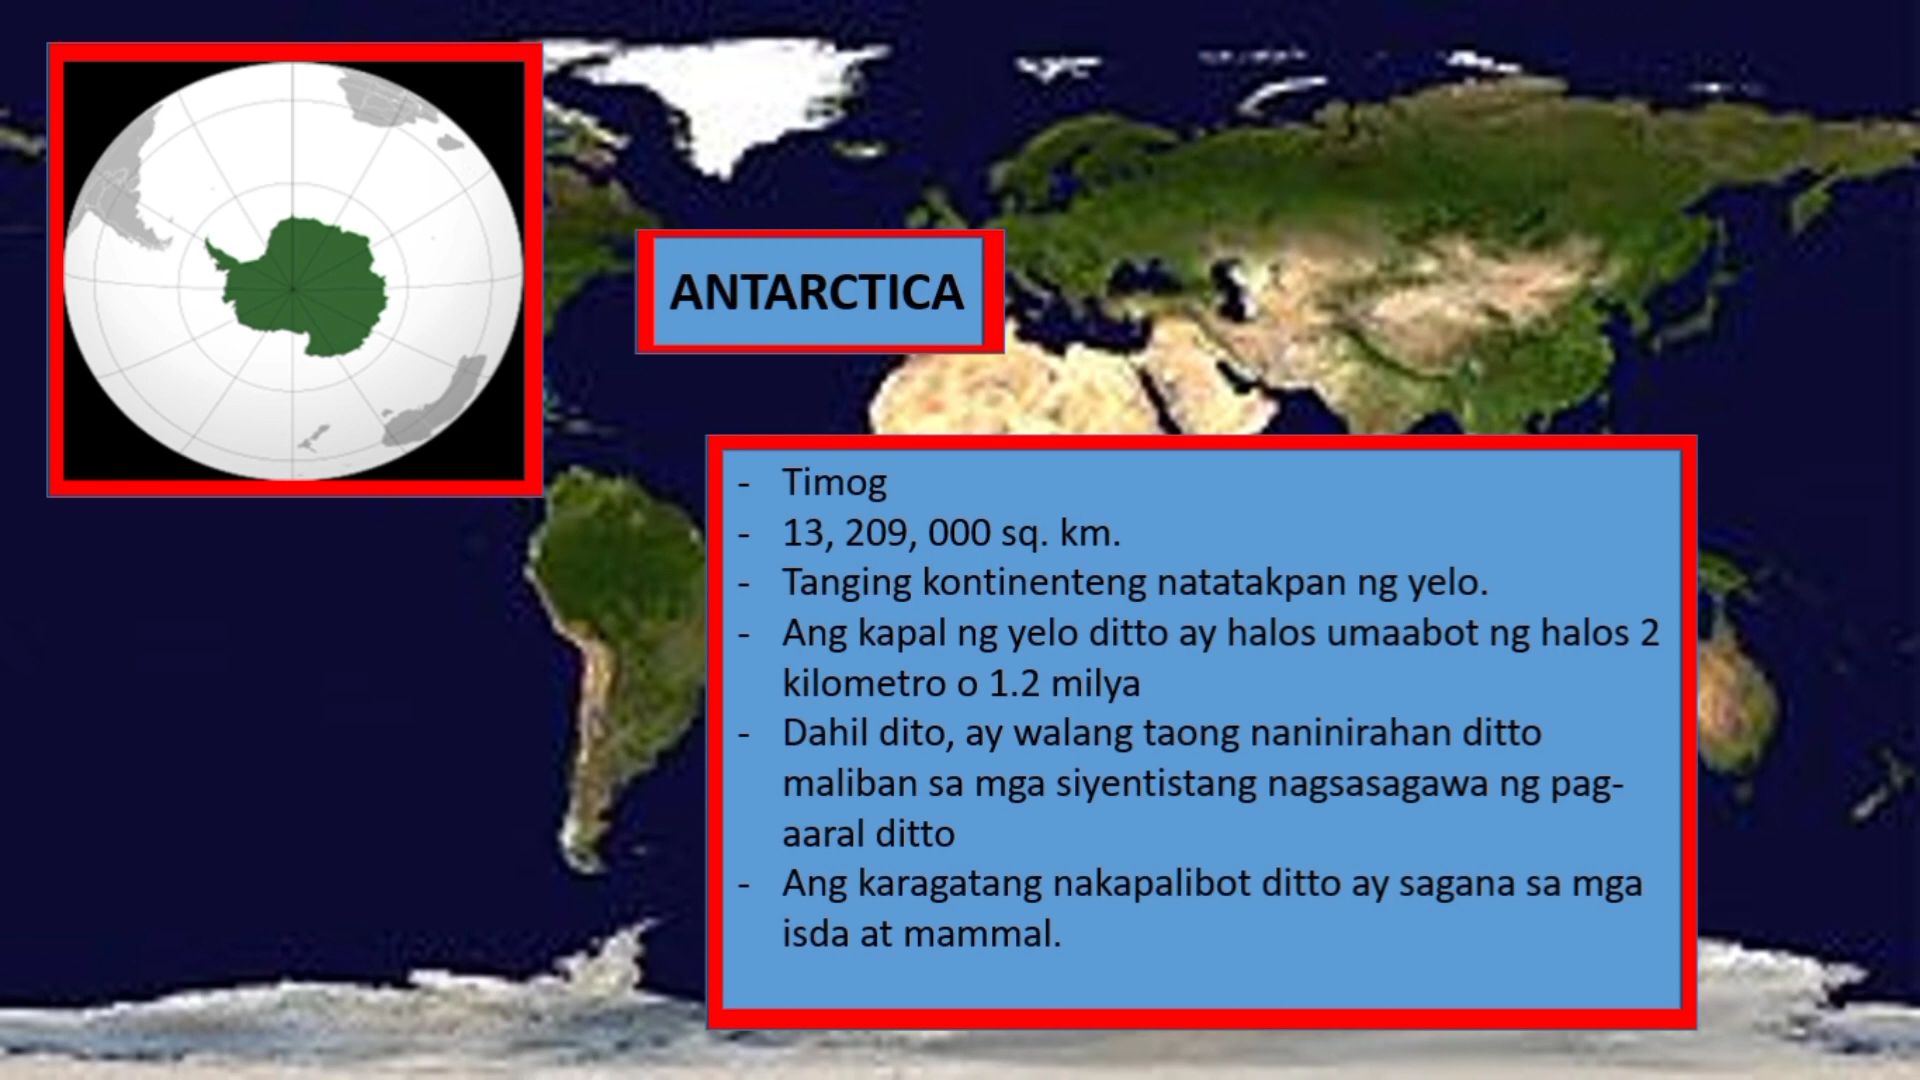 ANTARCTICA
- Timog
- 13, 209, 000 sq. km.
- Tanging kontinenteng natatakpan ng yelo.
- Ang kapal ng yelo ditto ay halos umaabot ng halos 2
kilometro o 1.2 milya
- Dahil dito, ay walang taong naninirahan ditto
maliban sa mga siyentistang nagsasagawa ng pag-
aaral ditto
- Ang karagatang nakapalibot ditto ay sagana sa mga
isda at mammal.